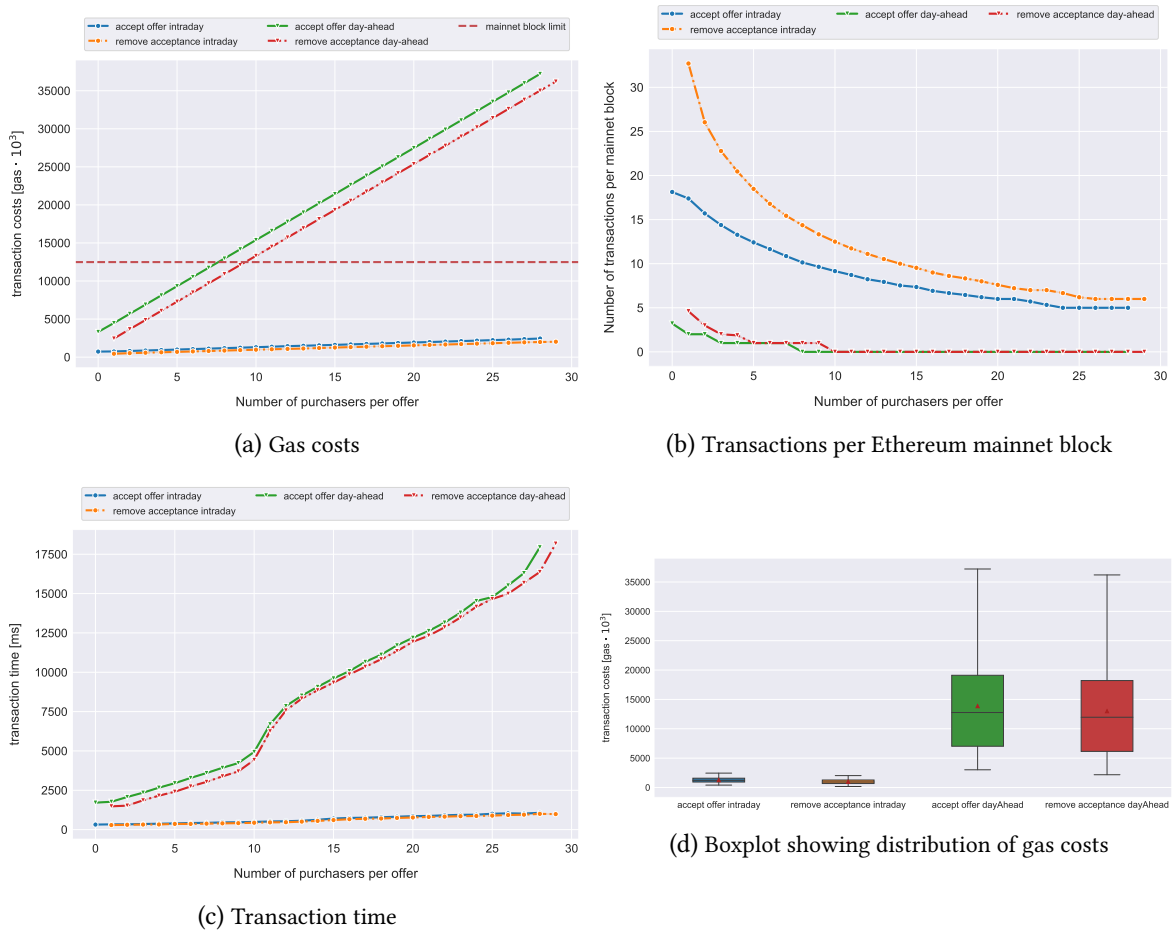 accept offer intraday
accept offer day-ahead
mainnet block limit
remove acceptance intraday
remove acceptance day-ahead
35000
30000
25000
20000
15000
10000
5000
0
transaction costs [gas · 10³]
0 5 10 15 20 25 30
Number of purchasers per offer
(a) Gas costs
accept offer intraday
accept offer day-ahead
remove acceptance day-ahead
remove acceptance intraday
30
25
20
15
10
5
0
Number of transactions per mainnet block
0 5 10 15 20 25 30
Number of purchasers per offer
(b) Transactions per Ethereum mainnet block
accept offer intraday
accept offer day-ahead
remove acceptance day-ahead
remove acceptance intraday
17500
15000
12500
10000
7500
5000
2500
0
transaction time [ms]
0 5 10 15 20 25 30
Number of purchasers per offer
(c) Transaction time
35000
30000
25000
20000
15000
10000
5000
0
transaction costs [gas · 10³]
accept offer intraday
remove acceptance intraday
accept offer dayAhead
remove acceptance dayAhead
(d) Boxplot showing distribution of gas costs